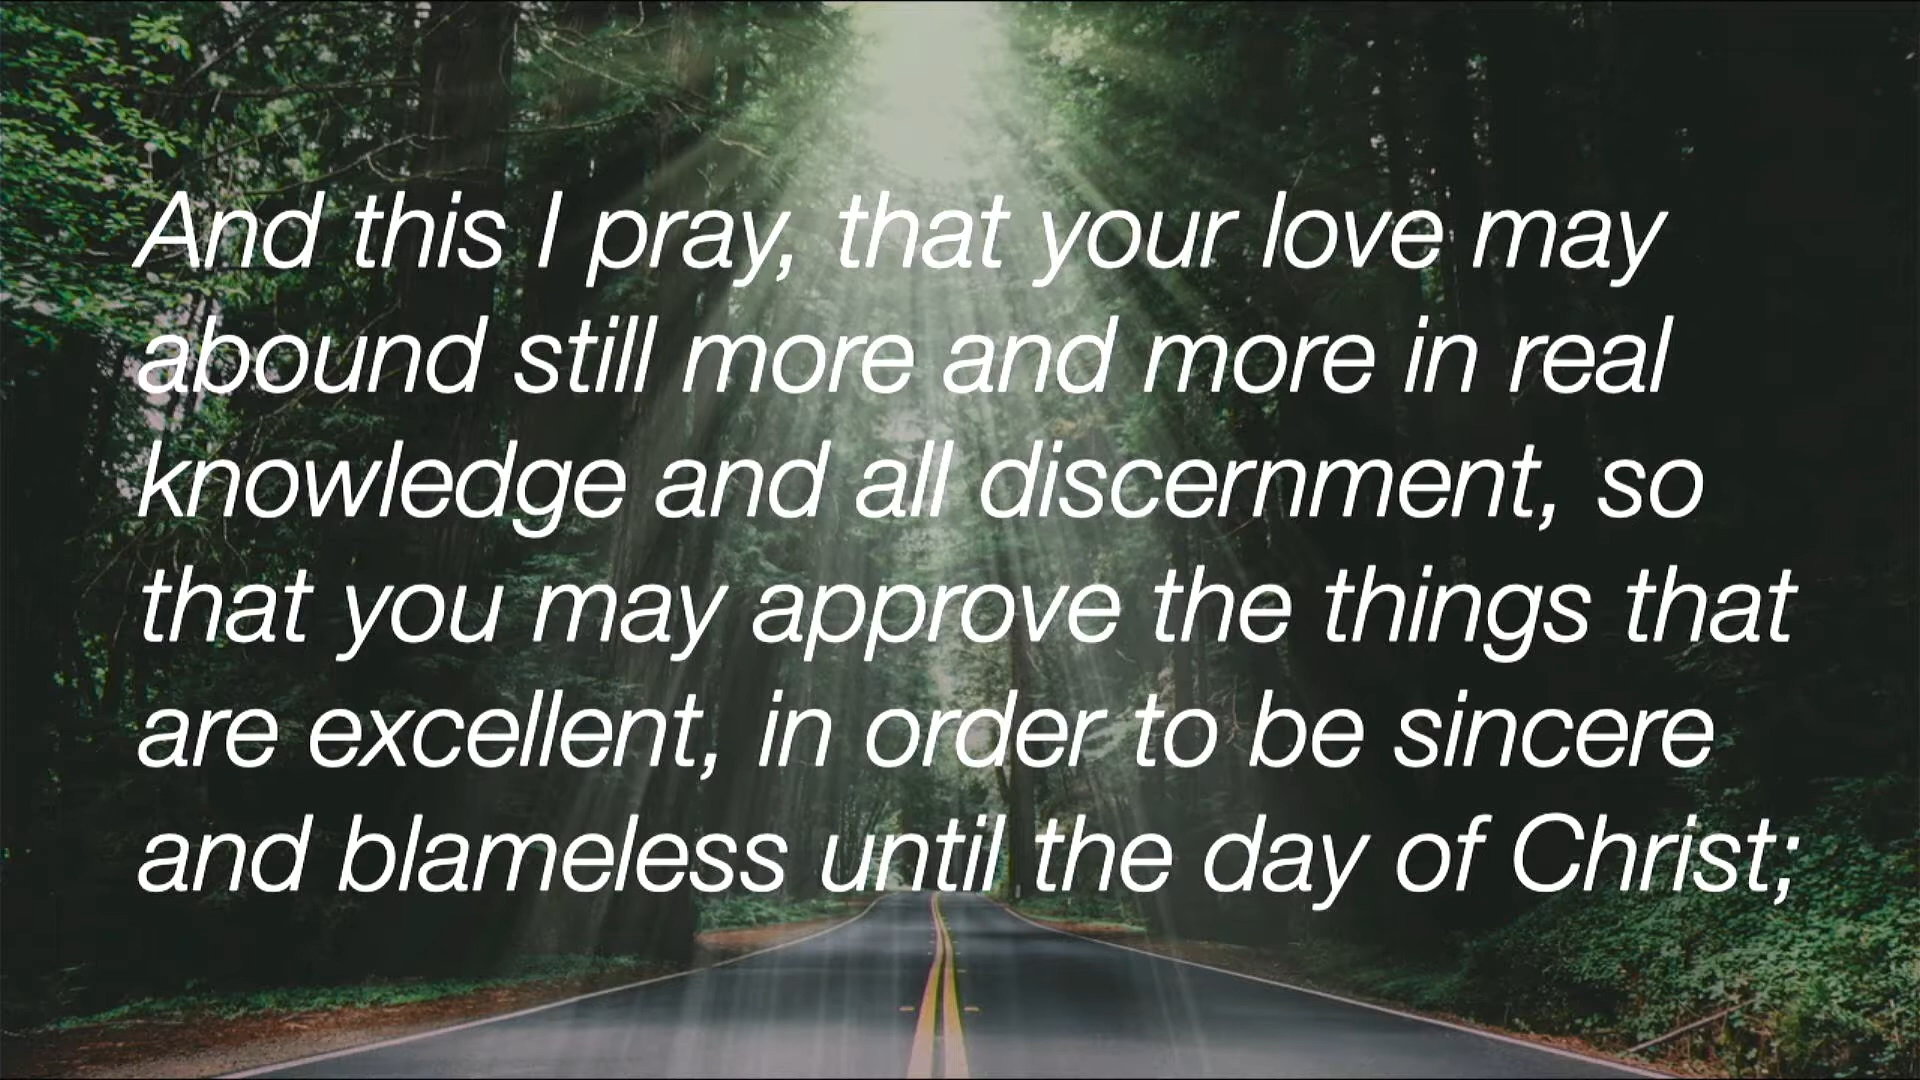 And this I pray, that your love may
abound still more and more in real
knowledge and all discernment, so
that you may approve the things that
are excellent, in order to be sincere
and blameless until the day of Christ;